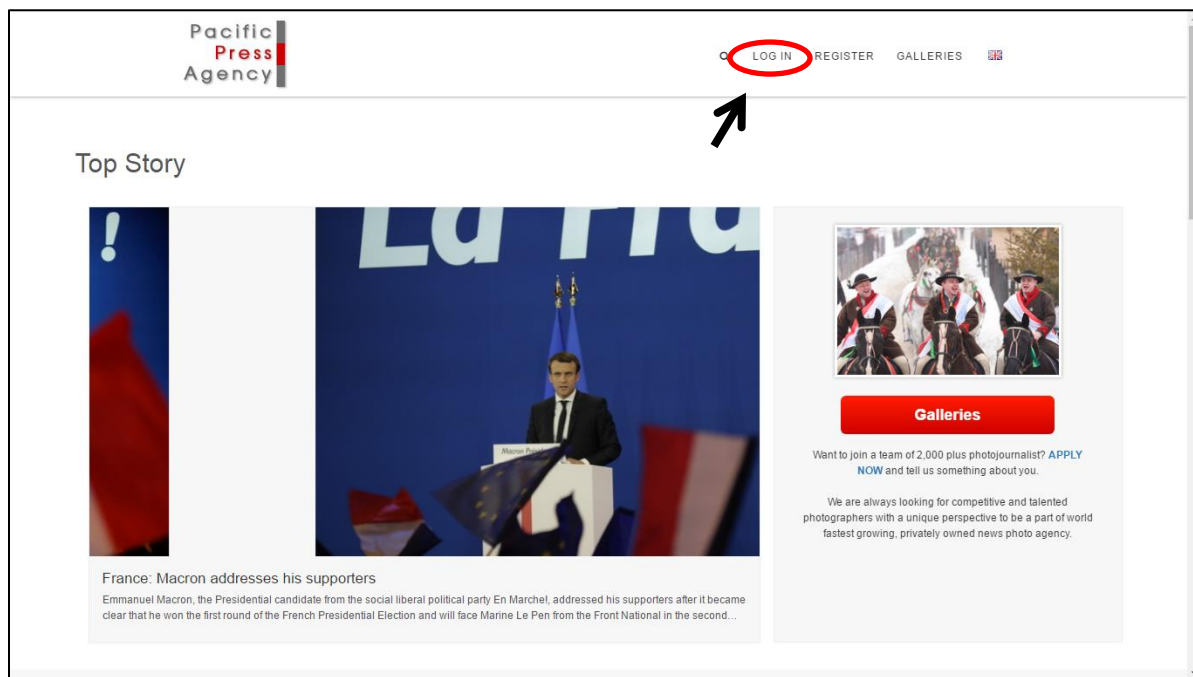 Pacific
Press
Agency
LOG IN REGISTER GALLERIES
Top Story
!
La Fra
Galleries
Want to join a team of 2,000 plus photojournalist? APPLY
NOW and tell us something about you.
We are always looking for competitive and talented
photographers with a unique perspective to be a part of world
fastest growing, privately owned news photo agency.
France: Macron addresses his supporters
Emmanuel Macron, the Presidential candidate from the social liberal political party En Marche!, addressed his supporters after it became
clear that he won the first round of the French Presidential Election and will face Marine Le Pen from the Front National in the second...